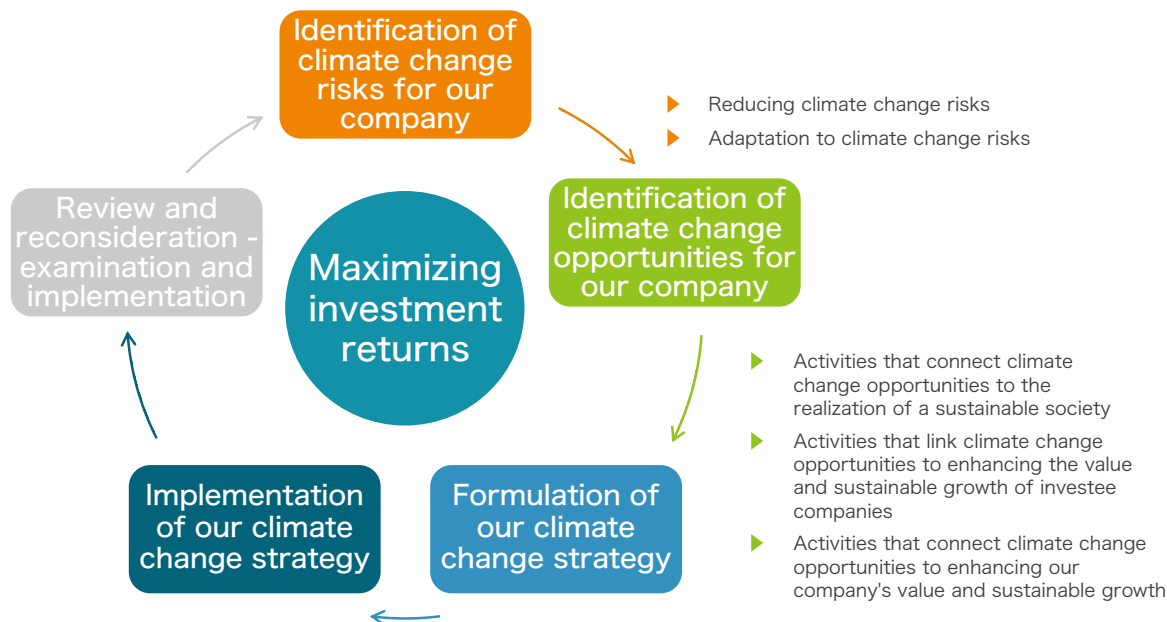 Identification of
climate change
risks for our
company
Reducing climate change risks
Adaptation to climate change risks
Identification of
climate change
opportunities for
our company
Review and
reconsideration -
examination and
implementation
Maximizing
investment
returns
Activities that connect climate
change opportunities to the
realization of a sustainable society
Activities that link climate change
opportunities to enhancing the value
and sustainable growth of investee
companies
Activities that connect climate change
opportunities to enhancing our
company's value and sustainable growth
Formulation of
our climate
change strategy
Implementation
of our climate
change strategy